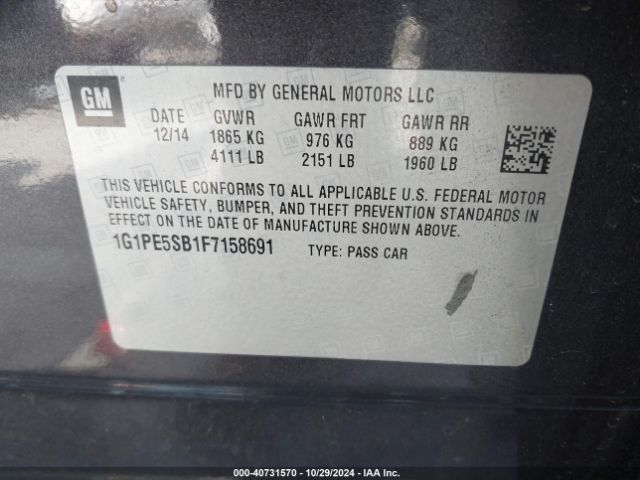 GM
MFD BY GENERAL MOTORS LLC
DATE GVWR GAWR FRT GAWR RR
12/14 1865 KG 976 KG 889 KG
4111 LB 2151 LB 1960 LB
THIS VEHICLE CONFORMS TO ALL APPLICABLE U.S. FEDERAL MOTOR
VEHICLE SAFETY, BUMPER, AND THEFT PREVENTION STANDARDS IN
EFFECT ON THE DATE OF MANUFACTURE SHOWN ABOVE.
1G1PE5SB1F7158691 TYPE: PASS CAR
000-40731570 • 10/29/2024 • IAAI.COM